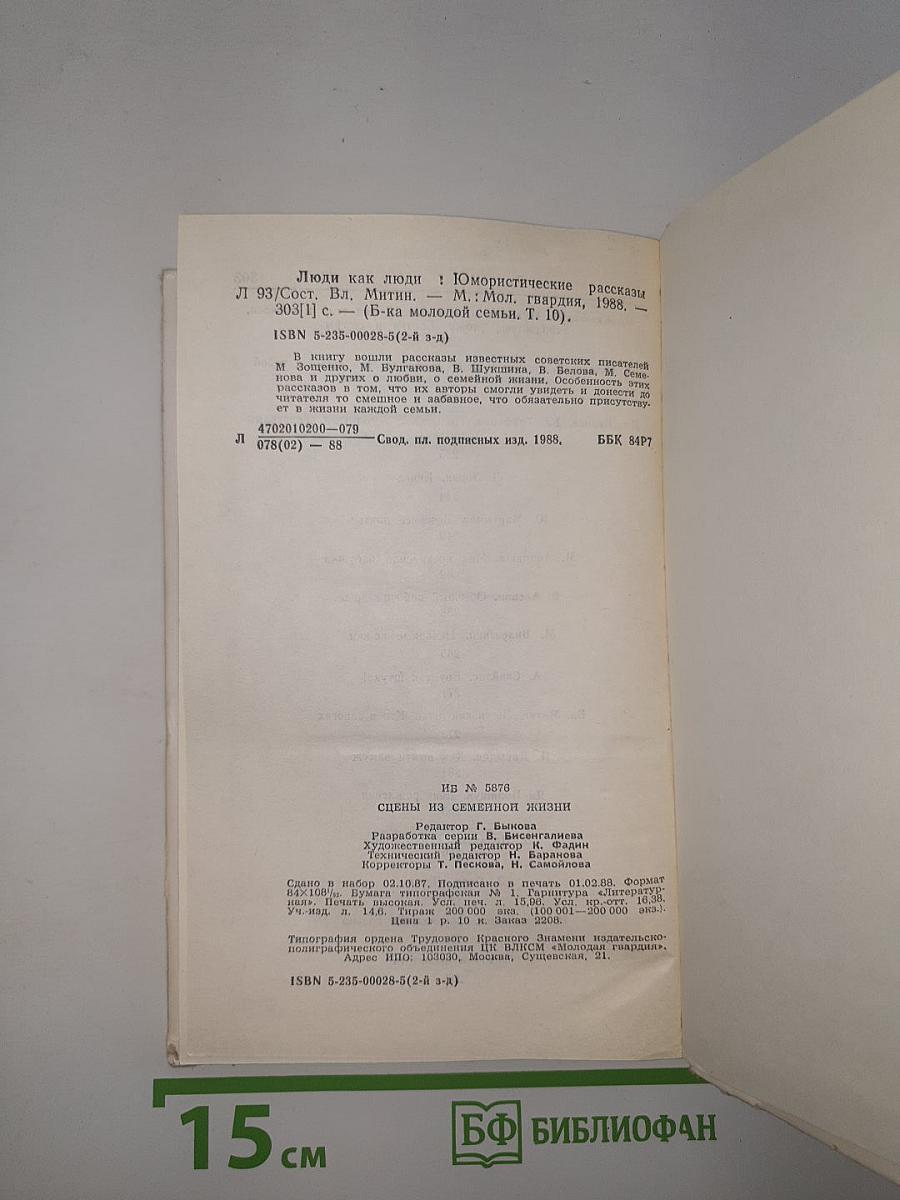 Люди как люди : Юмористические рассказы
Л 93/Сост. Вл. Митин. — М.: Мол. гвардия, 1988. —
303[1] с. — (Б-ка молодой семьи. Т. 10).
ISBN 5-235-00028-5(2-й з-д)
В книгу вошли рассказы известных советских писателей
М Зощенко, М. Булгакова, В. Шукшина, В. Белова, М. Семе-
нова и других о любви, о семейной жизни. Особенность этих
рассказов в том, что их авторы смогли увидеть и донести до
читателя то смешное и забавное, что обязательно присутству-
ет в жизни каждой семьи.
Л 4702010200—079
078(02) — 88 —Свод. пл. подписных изд. 1988. ББК 84Р7
ИБ № 5876
СЦЕНЫ ИЗ СЕМЕЙНОЙ ЖИЗНИ
Редактор Г. Быкова
Разработка серии В. Бисенгалиева
Художественный редактор К. Фадин
Технический редактор Н. Баранова
Корректоры Т. Пескова, Н. Самойлова
Сдано в набор 02.10.87. Подписано в печать 01.02.88. Формат
84×108¹/₃₂. Бумага типографская № 1. Гарнитура «Литератур-
ная». Печать высокая. Усл. печ. л. 15,96. Усл. кр.-отт. 16,38.
Уч.-изд. л. 14,6. Тираж 200 000 экз. (100 001—200 000 экз.).
Цена 1 р. 10 к. Заказ 2208.
Типография ордена Трудового Красного Знамени издательско-
полиграфического объединения ЦК ВЛКСМ «Молодая гвардия».
Адрес ИПО: 103030, Москва, Сущевская, 21.
ISBN 5-235-00028-5(2-й з-д)
15 см
БФ БИБЛИОФАН